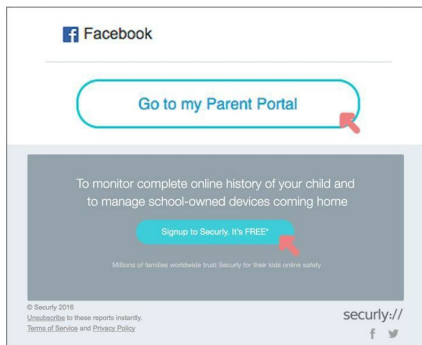 Facebook
Go to my Parent Portal
To monitor complete online history of your child and
to manage school-owned devices coming home
Signup to Securly. It's FREE*
Millions of families worldwide trust Securly for their kids online safety
© Securly 2016
Unsubscribe to these reports instantly.
Terms of Service and Privacy Policy
securly://